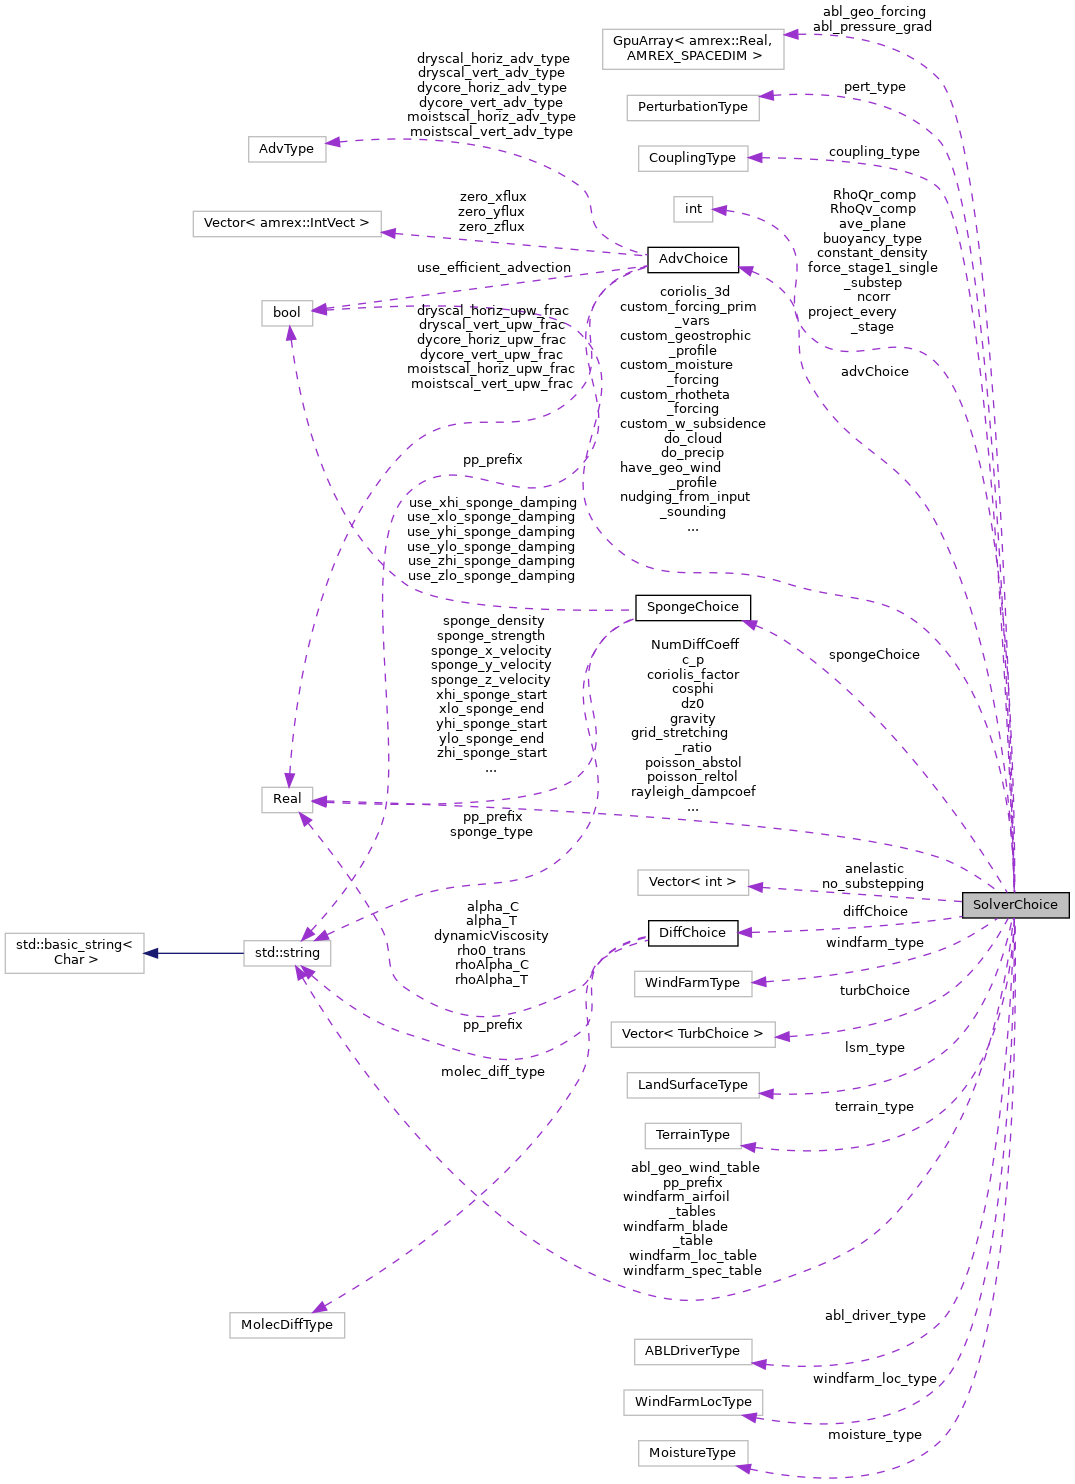 abl_geo_forcing
abl_pressure_grad
GpuArray< amrex::Real,
AMREX_SPACEDIM >
dryscal_horiz_adv_type
dryscal_vert_adv_type
dycore_horiz_adv_type
dycore_vert_adv_type
moistscal_horiz_adv_type
moistscal_vert_adv_type
pert_type
PerturbationType
AdvType
coupling_type
CouplingType
zero_xflux
zero_yflux
zero_zflux
Vector< amrex::IntVect >
int
RhoQr_comp
RhoQv_comp
ave_plane
buoyancy_type
constant_density
force_stage1_single
_substep
ncorr
project_every
_stage
AdvChoice
use_efficient_advection
bool
dryscal_horiz_upw_frac
dryscal_vert_upw_frac
dycore_horiz_upw_frac
dycore_vert_upw_frac
moistscal_horiz_upw_frac
moistscal_vert_upw_frac
coriolis_3d
custom_forcing_prim
_vars
custom_geostrophic
_profile
custom_moisture
_forcing
custom_rhotheta
_forcing
custom_w_subsidence
do_cloud
do_precip
have_geo_wind
_profile
nudging_from_input
_sounding
...
advChoice
pp_prefix
use_xhi_sponge_damping
use_xlo_sponge_damping
use_yhi_sponge_damping
use_ylo_sponge_damping
use_zhi_sponge_damping
use_zlo_sponge_damping
SpongeChoice
sponge_density
sponge_strength
sponge_x_velocity
sponge_y_velocity
sponge_z_velocity
xhi_sponge_start
xlo_sponge_end
yhi_sponge_start
ylo_sponge_end
zhi_sponge_start
...
NumDiffCoeff
c_p
coriolis_factor
cosphi
dz0
gravity
grid_stretching
_ratio
poisson_abstol
poisson_reltol
rayleigh_dampcoef
...
spongeChoice
Real
pp_prefix
sponge_type
anelastic
no_substepping
Vector< int >
SolverChoice
diffChoice
DiffChoice
alpha_C
alpha_T
dynamicViscosity
rho0_trans
rhoAlpha_C
rhoAlpha_T
std::basic_string<
Char >
std::string
windfarm_type
WindFarmType
turbChoice
Vector< TurbChoice >
pp_prefix
lsm_type
LandSurfaceType
molec_diff_type
terrain_type
TerrainType
abl_geo_wind_table
pp_prefix
windfarm_airfoil
_tables
windfarm_blade
_table
windfarm_loc_table
windfarm_spec_table
MolecDiffType
abl_driver_type
ABLDriverType
windfarm_loc_type
WindFarmLocType
moisture_type
MoistureType